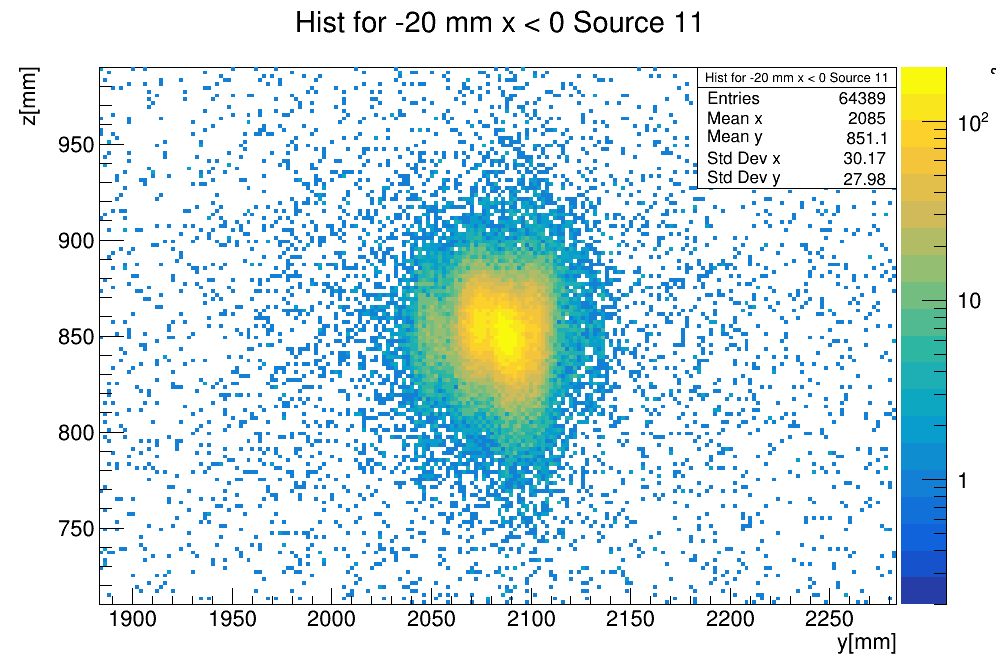 Hist for -20 mm x < 0 Source 11
z[mm]
Hist for -20 mm x < 0 Source 11
Entries 64389
Mean x 2085
Mean y 851.1
Std Dev x 30.17
Std Dev y 27.98
950
900
850
800
750
1900 1950 2000 2050 2100 2150 2200 2250
y[mm]
10²
10
1